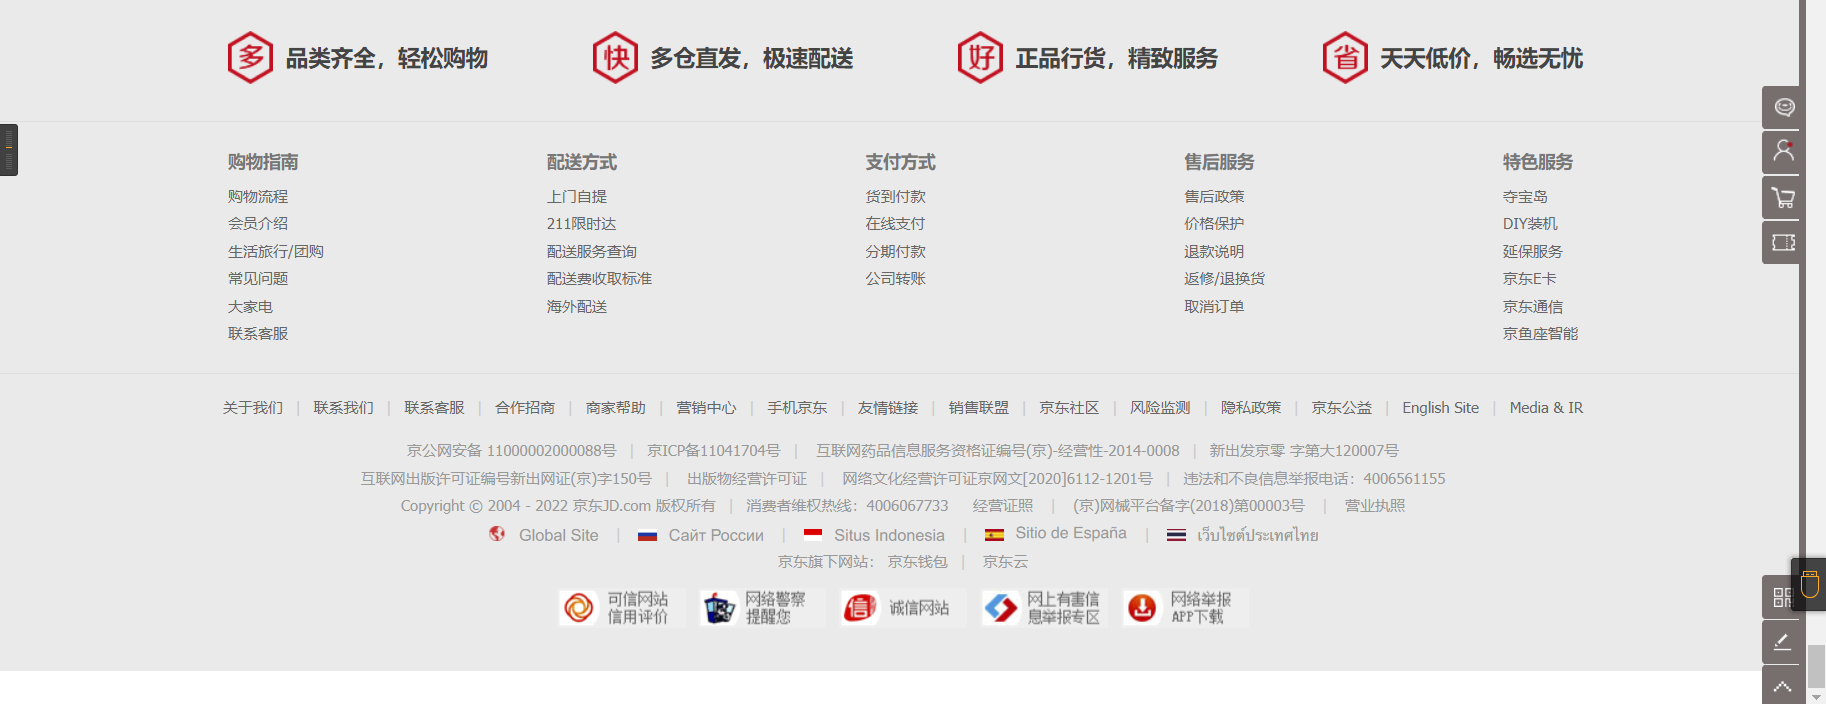 多 品类齐全，轻松购物 快 多仓直发，极速配送 好 正品行货，精致服务 省 天天低价，畅选无忧
购物指南
购物流程
会员介绍
生活旅行/团购
常见问题
大家电
联系客服
配送方式
上门自提
211限时达
配送服务查询
配送费收取标准
海外配送
支付方式
货到付款
在线支付
分期付款
公司转账
售后服务
售后政策
价格保护
退款说明
返修/退换货
取消订单
特色服务
夺宝岛
DIY装机
延保服务
京东E卡
京东通信
京鱼座智能
关于我们 | 联系我们 | 联系客服 | 合作招商 | 商家帮助 | 营销中心 | 手机京东 | 友情链接 | 销售联盟 | 京东社区 | 风险监测 | 隐私政策 | 京东公益 | English Site | Media & IR
京公网安备 11000002000088号 | 京ICP备11041704号 | 互联网药品信息服务资格证编号(京)-经营性-2014-0008 | 新出发京零 字第大120007号
互联网出版许可证编号新出网证(京)字150号 | 出版物经营许可证 | 网络文化经营许可证京网文[2020]6112-1201号 | 违法和不良信息举报电话：4006561155
Copyright © 2004 - 2022 京东JD.com 版权所有 | 消费者维权热线：4006067733 经营证照 | (京)网械平台备字(2018)第00003号 | 营业执照
Global Site | Сайт России | Situs Indonesia | Sitio de España | เว็บไซต์ประเทศไทย
京东旗下网站： 京东钱包 | 京东云
可信网站
信用评价
网络警察
提醒您
信 诚信网站
网上有害信
息举报专区
网络举报
APP下载